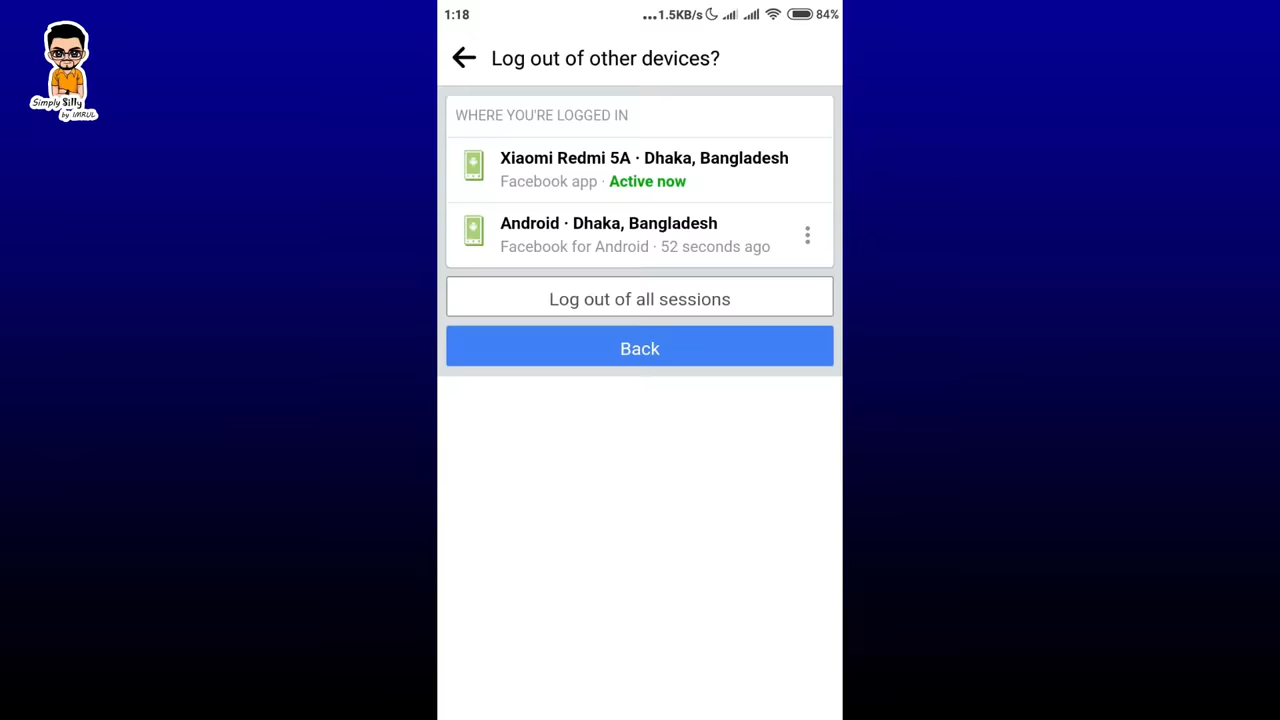 Simply Silly
by IMRUL
1:18
...1.5KB/s
84%
Log out of other devices?
WHERE YOU'RE LOGGED IN
Xiaomi Redmi 5A · Dhaka, Bangladesh
Facebook app · Active now
Android · Dhaka, Bangladesh
Facebook for Android · 52 seconds ago
Log out of all sessions
Back